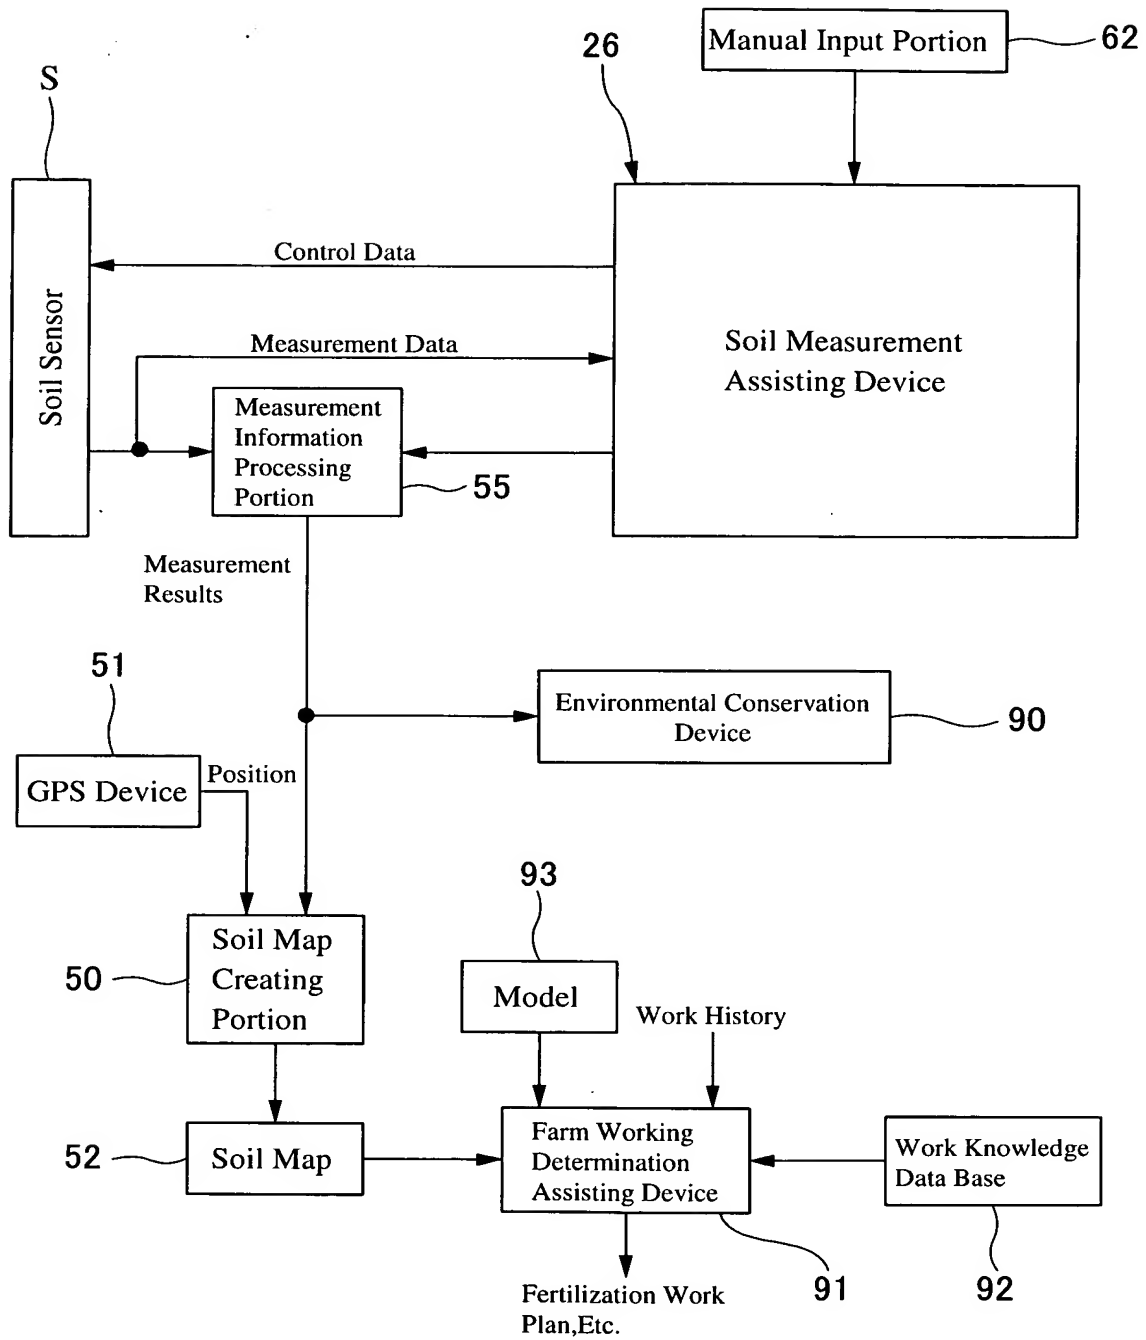 Manual Input Portion
62
26
S
Control Data
Soil Sensor
Measurement Data
Soil Measurement
Assisting Device
Measurement
Information
Processing
Portion
55
Measurement
Results
51
Environmental Conservation
Device
90
GPS Device
Position
93
Soil Map
Creating
Portion
50
Model
Work History
52
Soil Map
Farm Working
Determination
Assisting Device
Work Knowledge
Data Base
91
92
Fertilization Work
Plan,Etc.